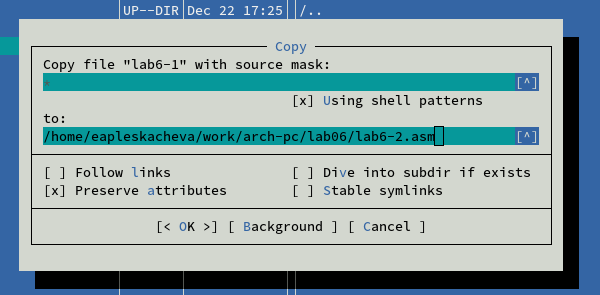 UP--DIR Dec 22 17:25 /..
Copy
Copy file "lab6-1" with source mask:
* [^]
[x] Using shell patterns
to:
/home/eapleskacheva/work/arch-pc/lab06/lab6-2.asm [^]
[ ] Follow links [ ] Dive into subdir if exists
[x] Preserve attributes [ ] Stable symlinks
[< OK >] [ Background ] [ Cancel ]